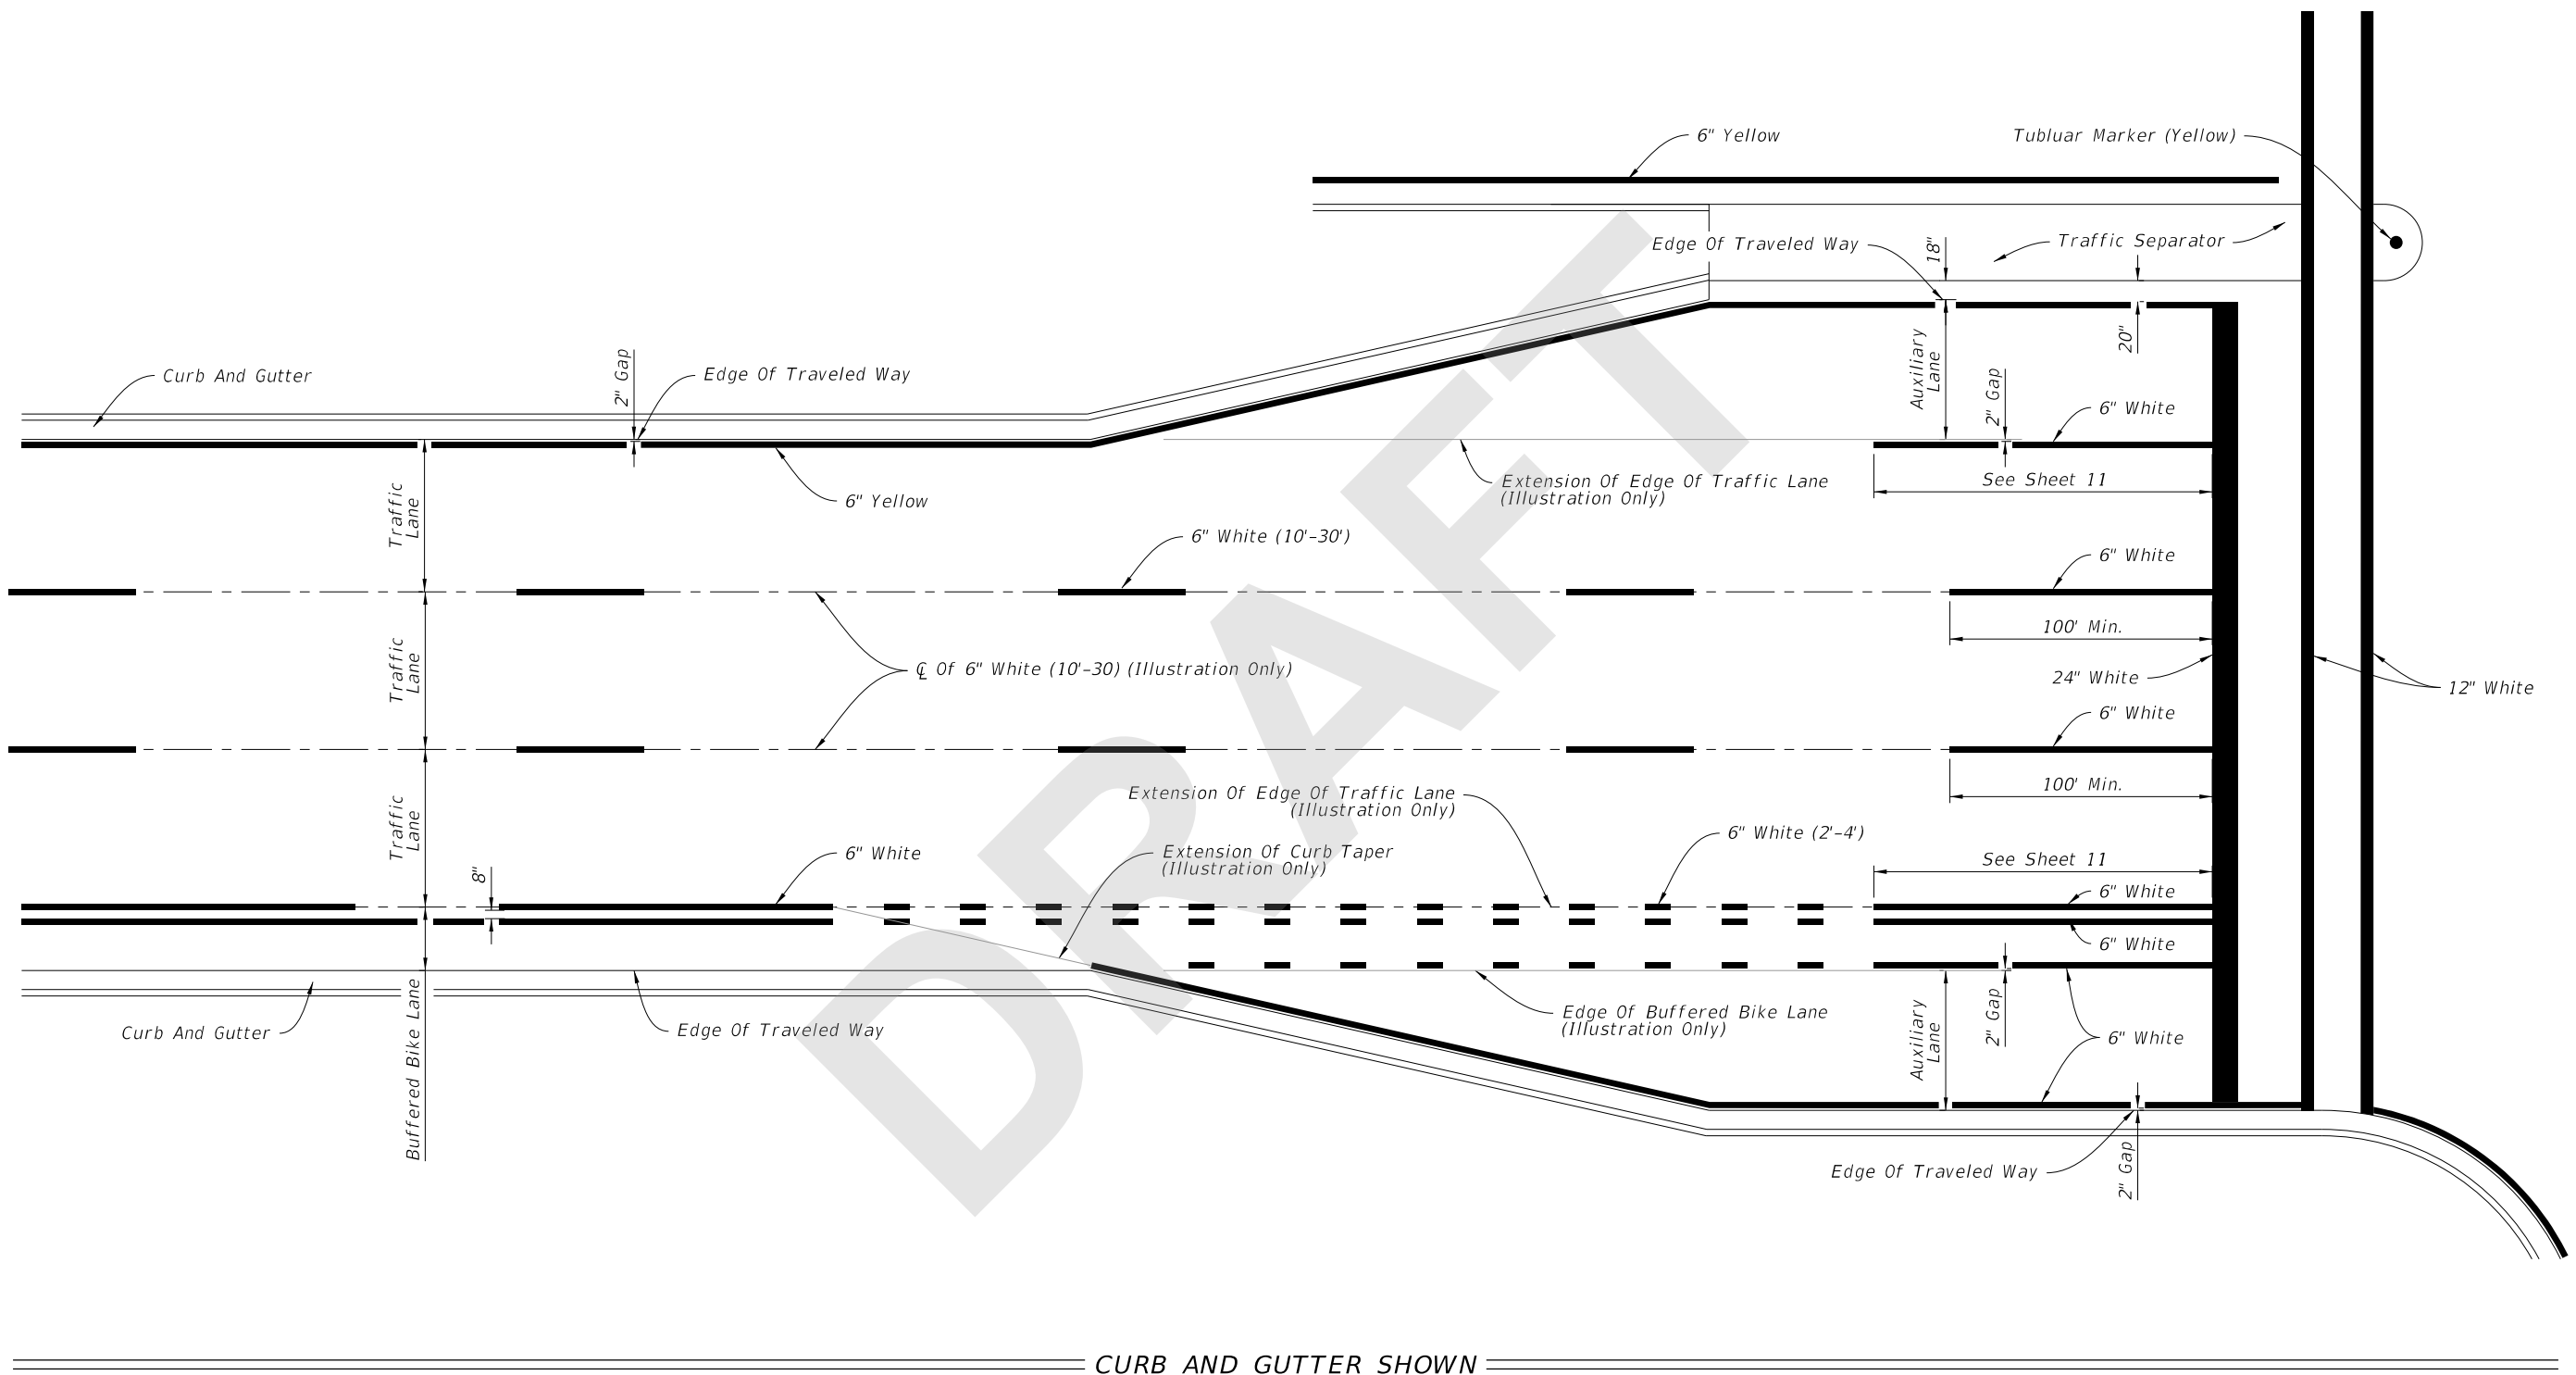 6" Yellow
Tubluar Marker (Yellow)
Edge Of Traveled Way
18"
Traffic Separator
20"
Curb And Gutter
2" Gap
Edge Of Traveled Way
Auxiliary
Lane
2" Gap
6" White
6" Yellow
Extension Of Edge Of Traffic Lane
(Illustration Only)
See Sheet 11
Traffic
Lane
6" White (10'-30')
6" White
100' Min.
Traffic
Lane
℄ Of 6" White (10'-30) (Illustration Only)
24" White
12" White
6" White
100' Min.
Extension Of Edge Of Traffic Lane
(Illustration Only)
Traffic
Lane
6" White
Extension Of Curb Taper
(Illustration Only)
6" White (2'-4')
See Sheet 11
8"
6" White
6" White
Curb And Gutter
Buffered Bike Lane
Edge Of Traveled Way
Edge Of Buffered Bike Lane
(Illustration Only)
Auxiliary
Lane
2" Gap
6" White
Edge Of Traveled Way
2" Gap
DRAFT
CURB AND GUTTER SHOWN